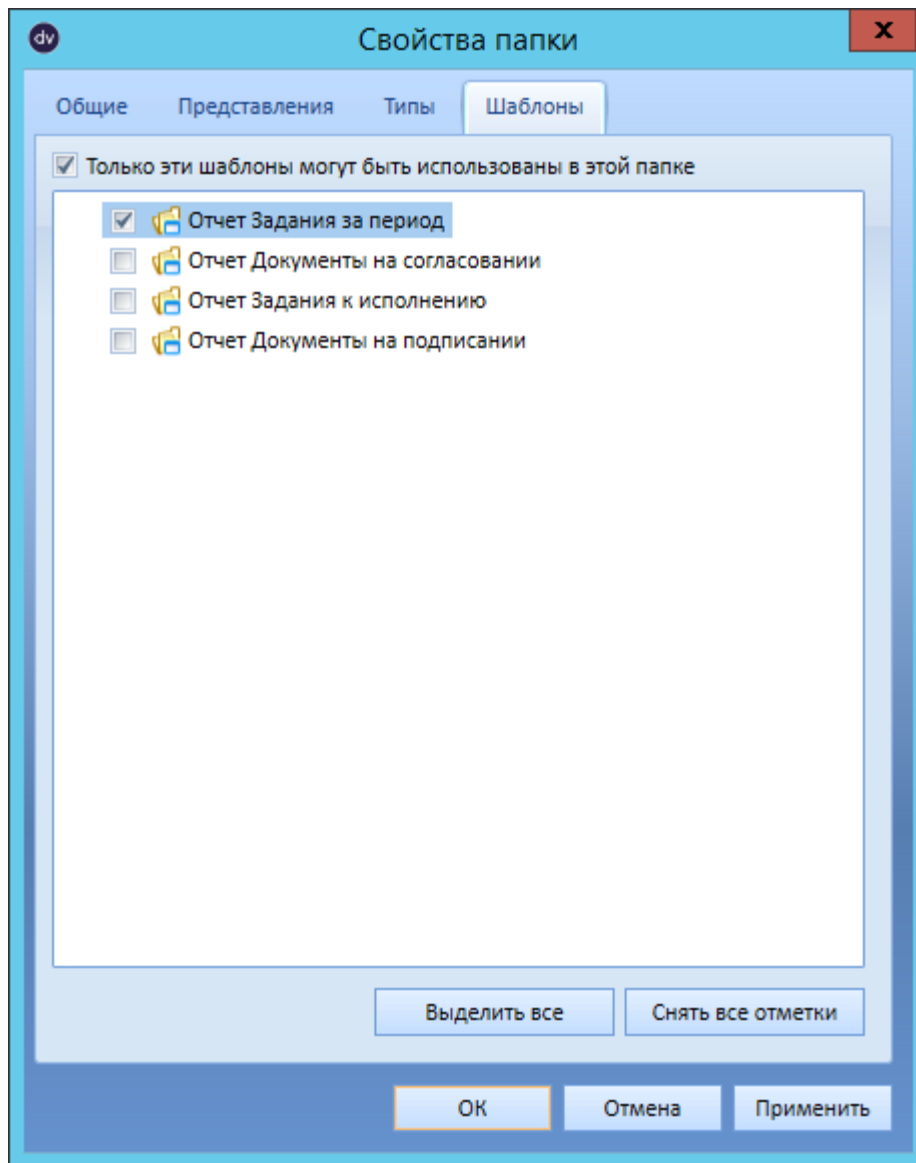 dv
Свойства папки
x
Общие Представления Типы Шаблоны
Только эти шаблоны могут быть использованы в этой папке
Отчет Задания за период
Отчет Документы на согласовании
Отчет Задания к исполнению
Отчет Документы на подписании
Выделить все Снять все отметки
ОК Отмена Применить